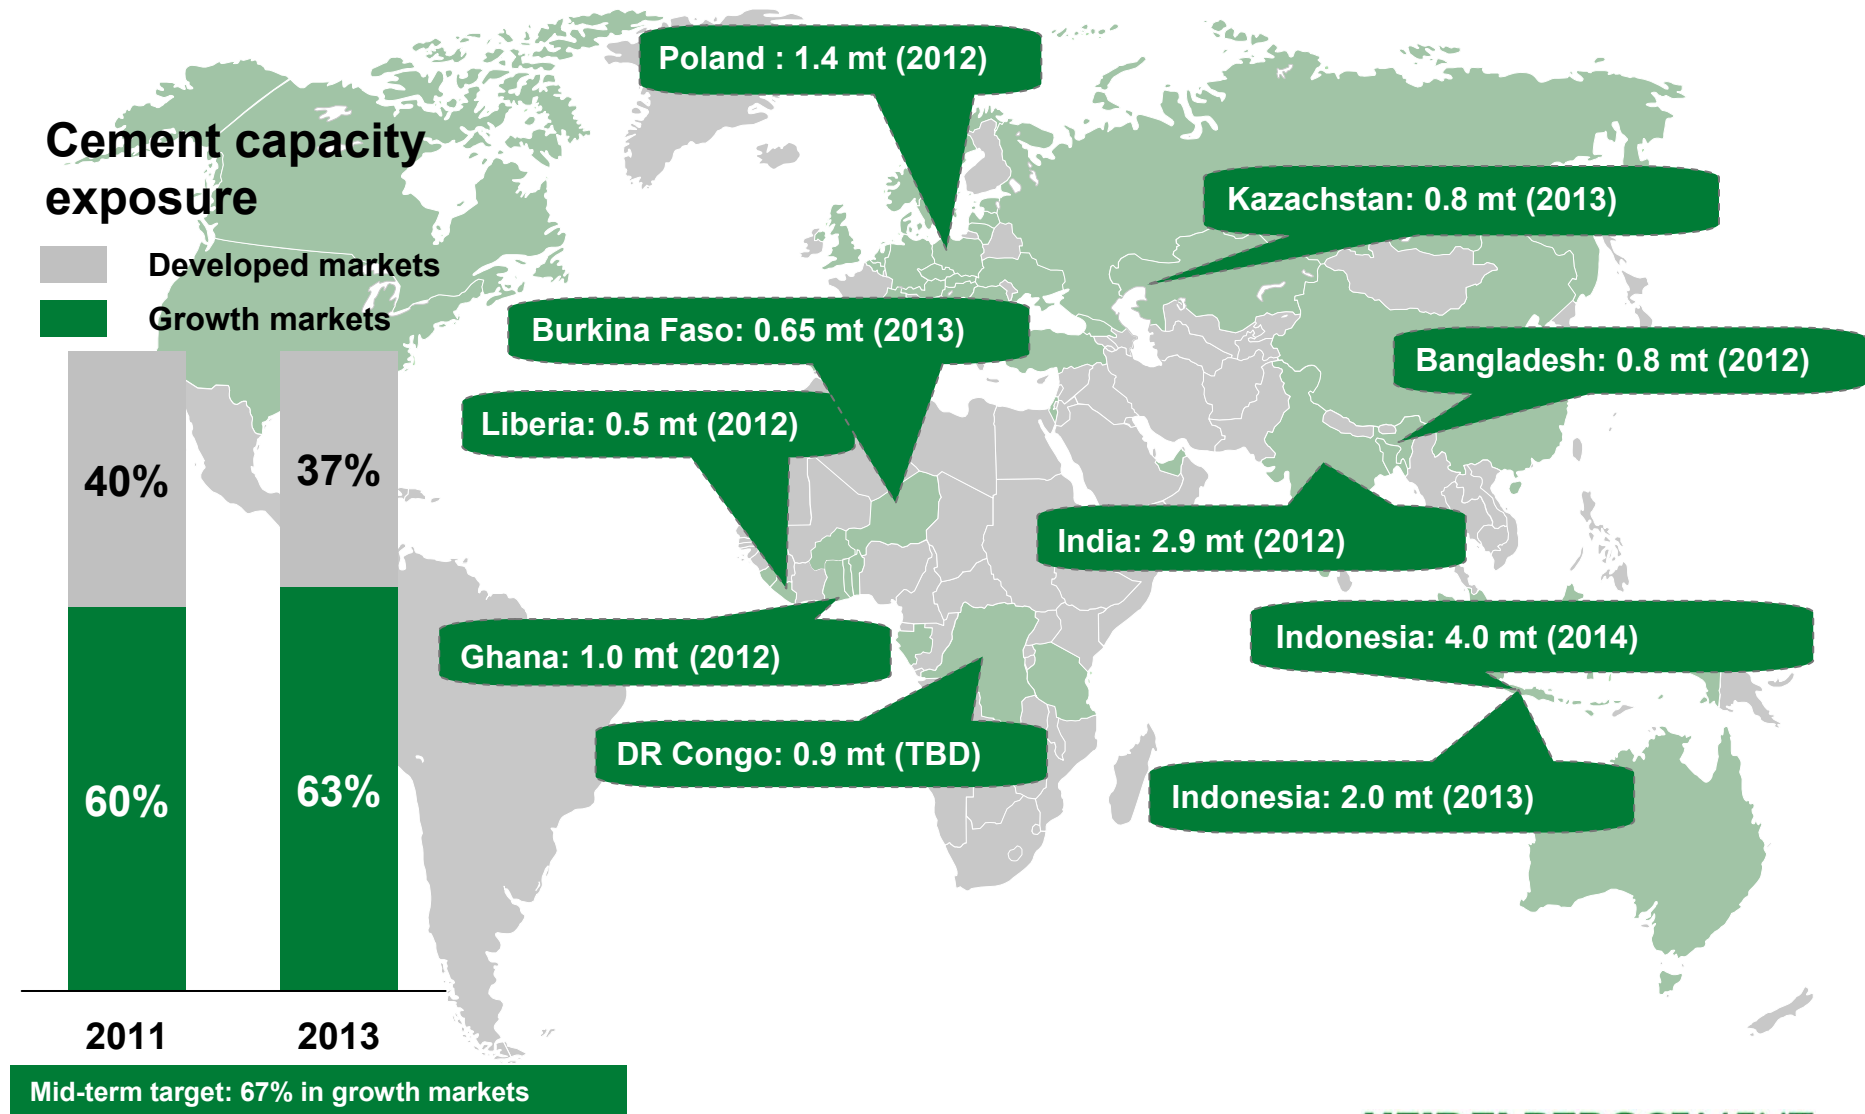 Poland : 1.4 mt (2012)
Cement capacity
exposure
Kazachstan: 0.8 mt (2013)
Developed markets
Growth markets
Burkina Faso: 0.65 mt (2013)
Bangladesh: 0.8 mt (2012)
Liberia: 0.5 mt (2012)
40%
37%
India: 2.9 mt (2012)
Ghana: 1.0 mt (2012)
Indonesia: 4.0 mt (2014)
DR Congo: 0.9 mt (TBD)
60%
63%
Indonesia: 2.0 mt (2013)
2011
2013
Mid-term target: 67% in growth markets